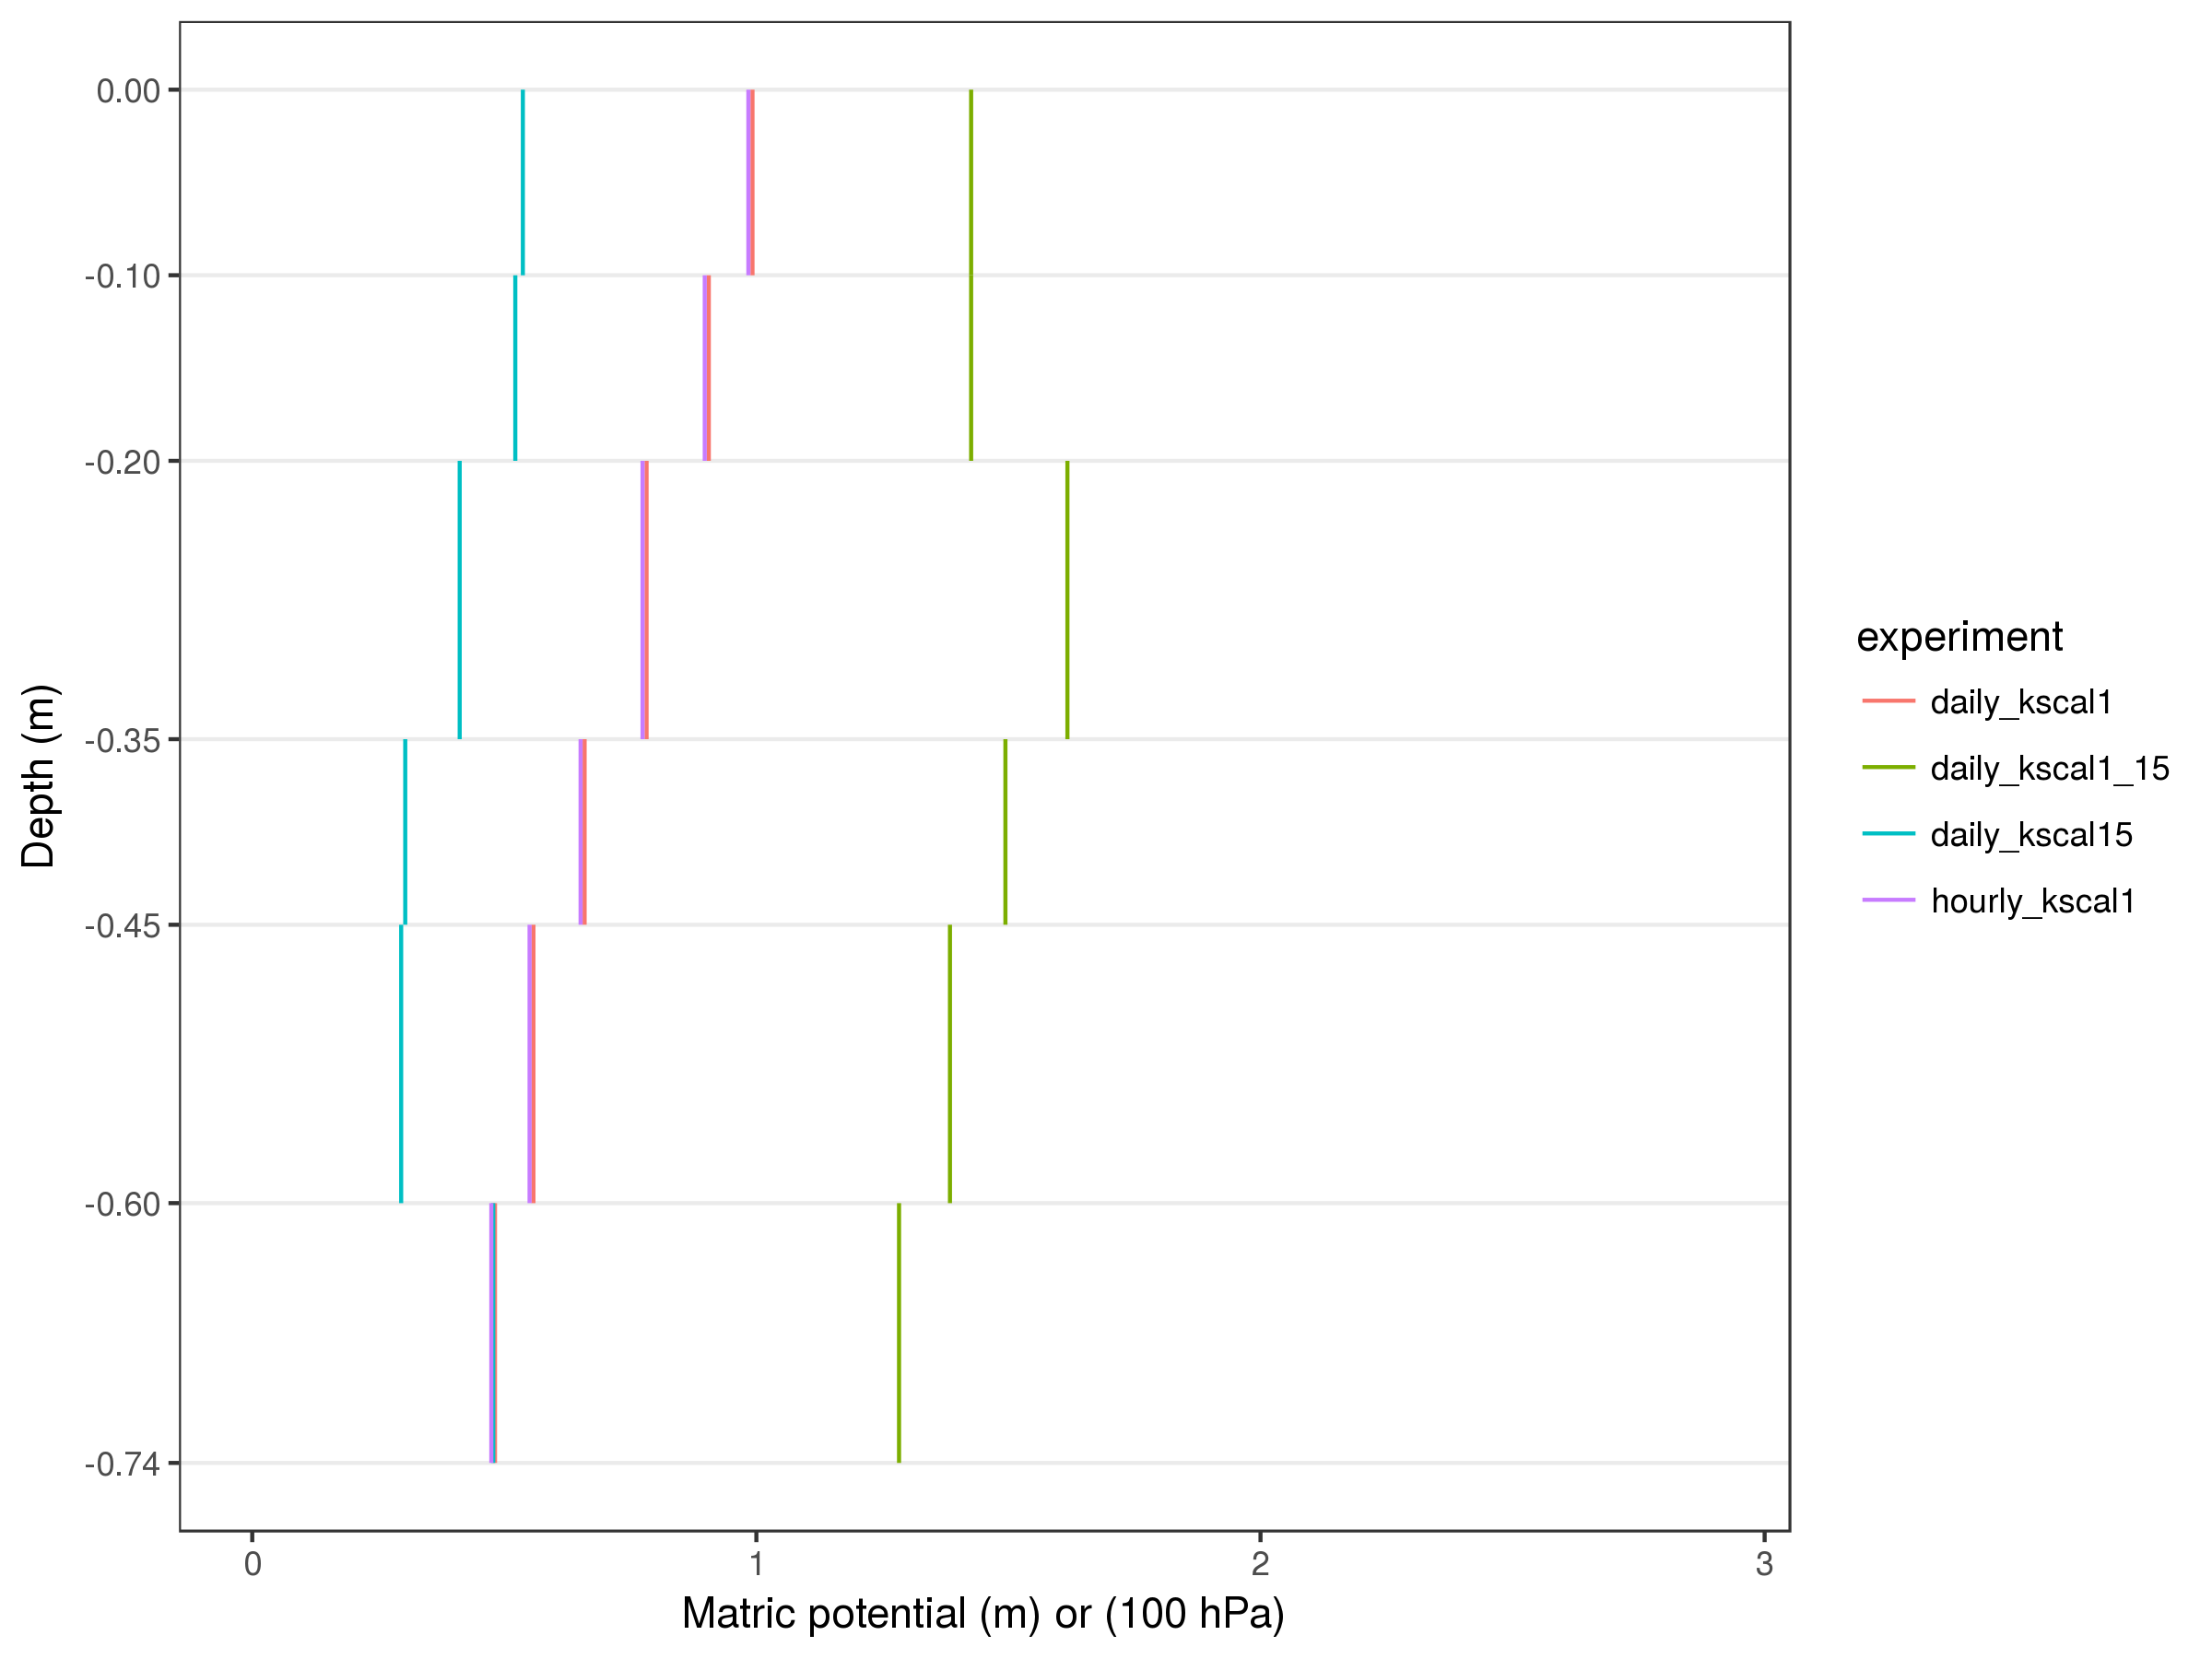 0.00
-0.10
-0.20
-0.35
-0.45
-0.60
-0.74
Depth (m)
0 1 2 3
Matric potential (m) or (100 hPa)
experiment
daily_kscal1
daily_kscal1_15
daily_kscal15
hourly_kscal1